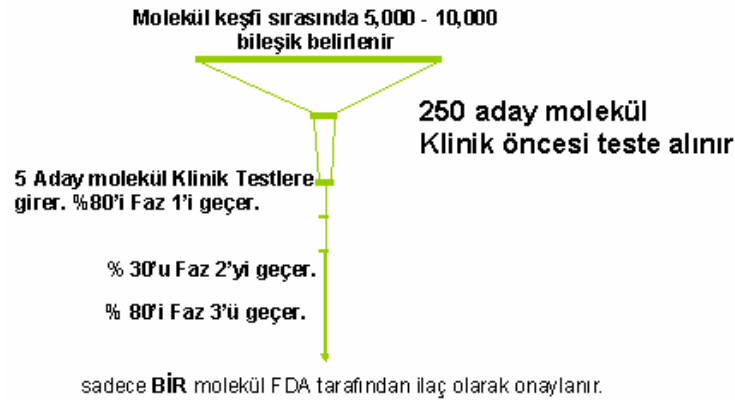 Molekül keşfi sırasında 5,000 - 10,000
bileşik belirlenir
250 aday molekül
Klinik öncesi teste alınır
5 Aday molekül Klinik Testlere
girer. %80'i Faz 1'i geçer.
% 30'u Faz 2'yi geçer.
% 80'i Faz 3'ü geçer.
sadece BİR molekül FDA tarafından ilaç olarak onaylanır.